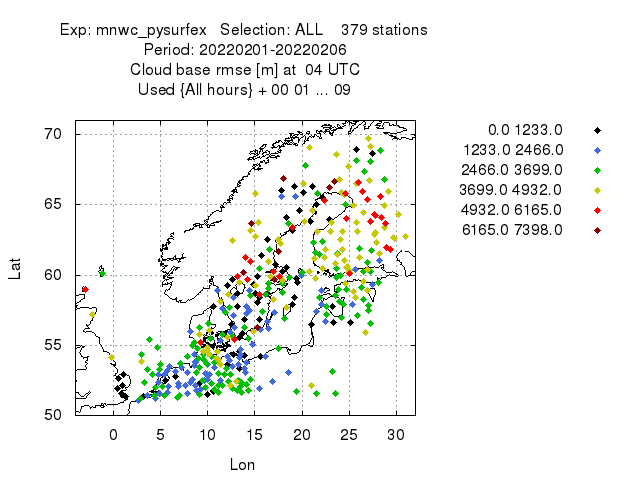 Exp: mnwc_pysurfex Selection: ALL 379 stations
Period: 20220201-20220206
Cloud base rmse [m] at 04 UTC
Used {All hours} + 00 01 ... 09
0.0 1233.0
1233.0 2466.0
2466.0 3699.0
3699.0 4932.0
4932.0 6165.0
6165.0 7398.0
70
65
60
55
50
Lat
0 5 10 15 20 25 30
Lon